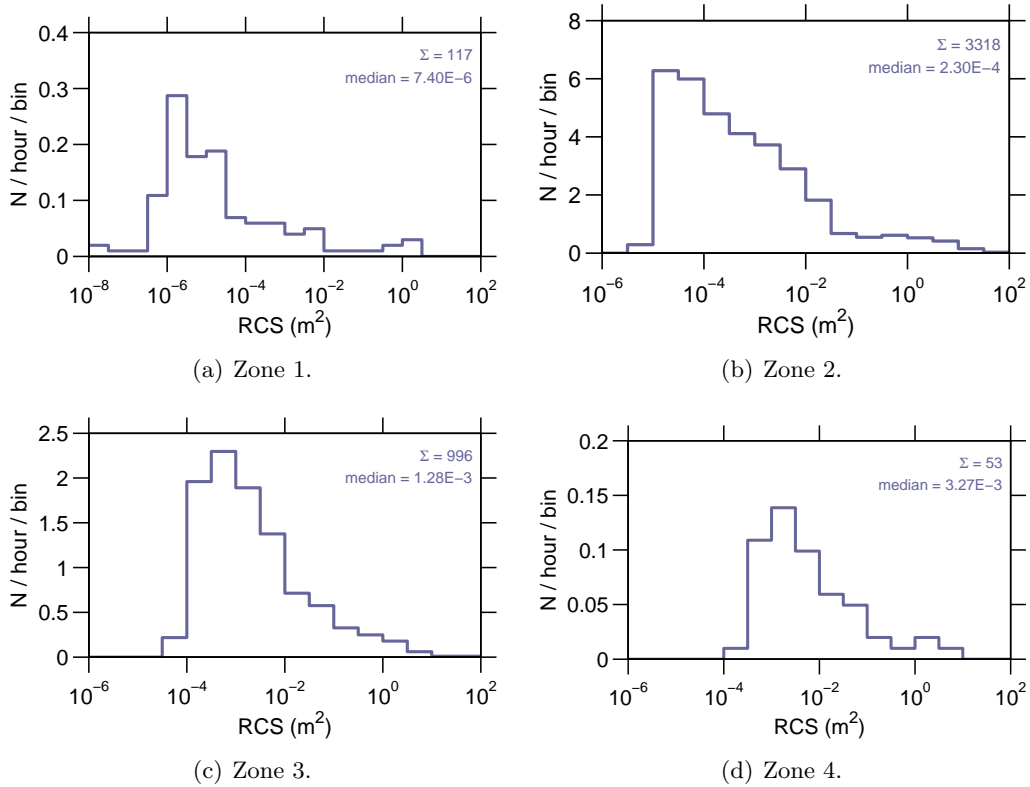 0.4
0.3
0.2
0.1
0
N / hour / bin
Σ = 117
median = 7.40E−6
10−8 10−6 10−4 10−2 100 102
RCS (m2)
(a) Zone 1.
8
6
4
2
0
N / hour / bin
Σ = 3318
median = 2.30E−4
10−6 10−4 10−2 100 102
RCS (m2)
(b) Zone 2.
2.5
2
1.5
1
0.5
0
N / hour / bin
Σ = 996
median = 1.28E−3
10−6 10−4 10−2 100 102
RCS (m2)
(c) Zone 3.
0.2
0.15
0.1
0.05
0
N / hour / bin
Σ = 53
median = 3.27E−3
10−6 10−4 10−2 100 102
RCS (m2)
(d) Zone 4.